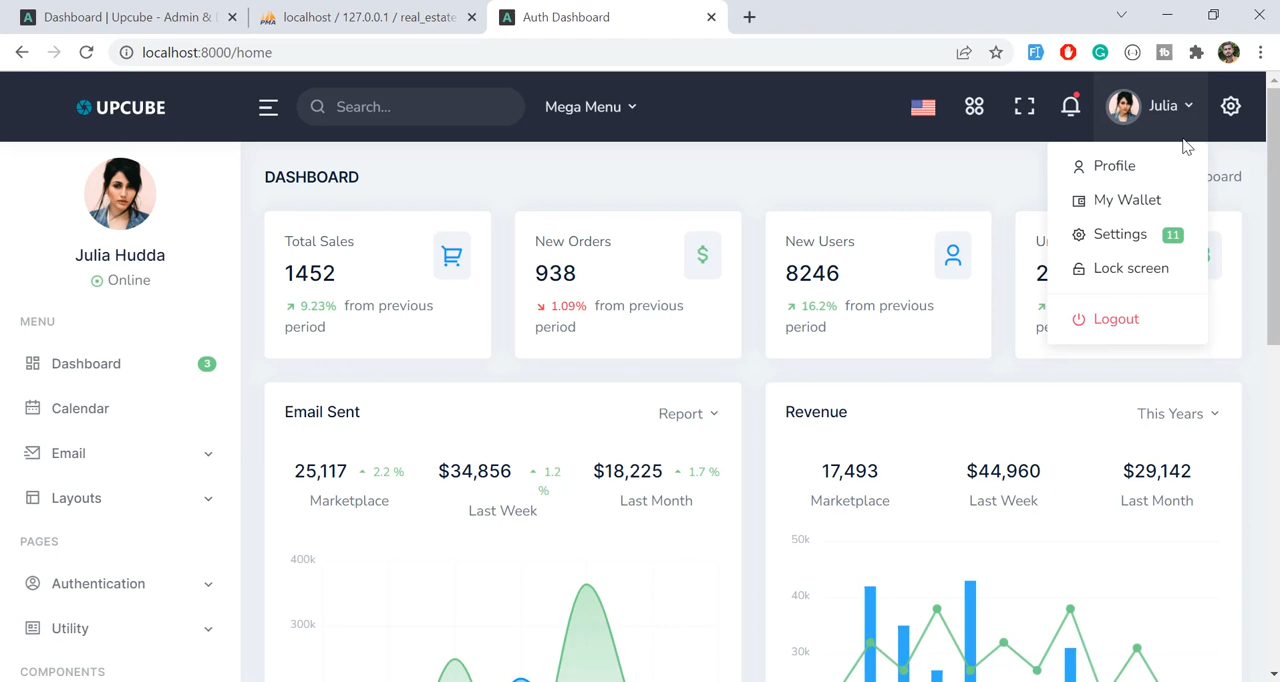 Dashboard | Upcube - Admin &
localhost / 127.0.0.1 / real_estate
Auth Dashboard
localhost:8000/home
UPCUBE
Search...
Mega Menu
Julia
Profile
My Wallet
Settings 11
Lock screen
Logout
Julia Hudda
Online
MENU
Dashboard 3
Calendar
Email
Layouts
PAGES
Authentication
Utility
COMPONENTS
DASHBOARD
Total Sales
1452
9.23% from previous
period
New Orders
938
1.09% from previous
period
New Users
8246
16.2% from previous
period
Email Sent
Report
25,117 2.2 %
Marketplace
$34,856 1.2
%
Last Week
$18,225 1.7 %
Last Month
400k
300k
Revenue
This Years
17,493
Marketplace
$44,960
Last Week
$29,142
Last Month
50k
40k
30k